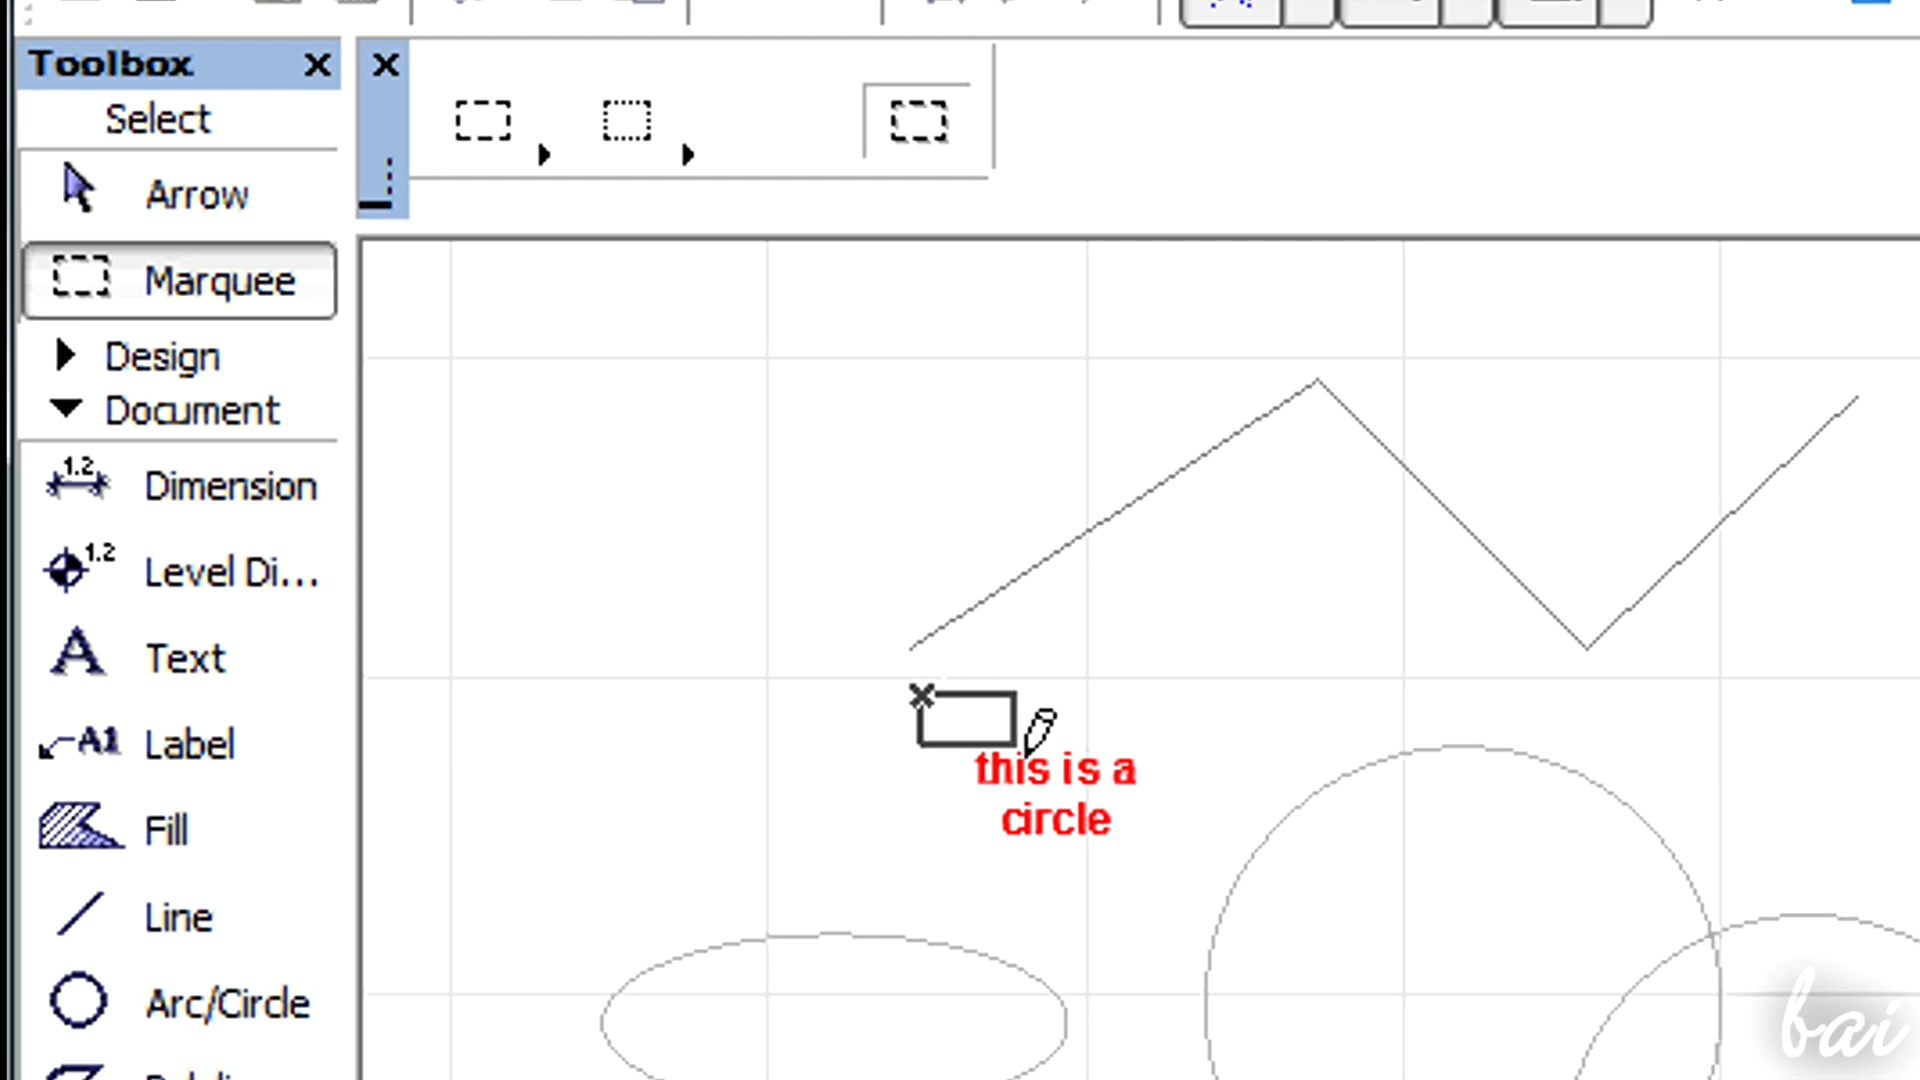 Toolbox
Select
Arrow
Marquee
Design
Document
1.2
Dimension
1.2
Level Di...
A Text
A1 Label
Fill
Line
Arc/Circle
this is a
circle
bai